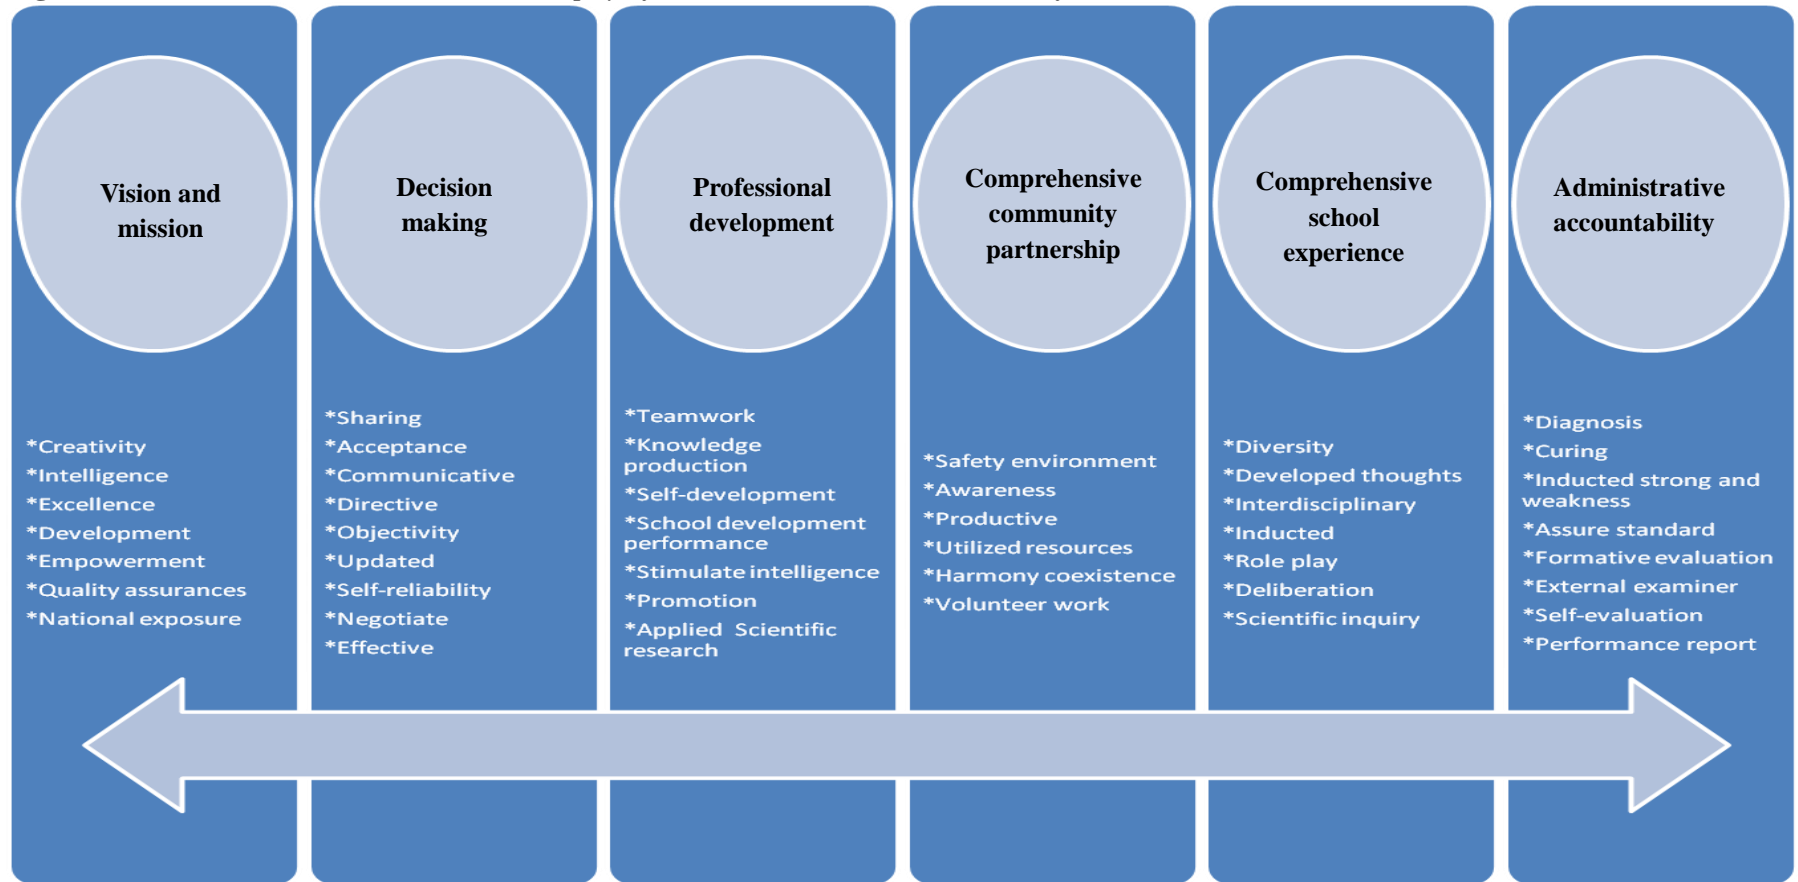 Vision and
mission
*Creativity
*Intelligence
*Excellence
*Development
*Empowerment
*Quality assurances
*National exposure
Decision
making
*Sharing
*Acceptance
*Communicative
*Directive
*Objectivity
*Updated
*Self-reliability
*Negotiate
*Effective
Professional
development
*Teamwork
*Knowledge
production
*Self-development
*School development
performance
*Stimulate intelligence
*Promotion
*Applied Scientific
research
Comprehensive
community
partnership
*Safety environment
*Awareness
*Productive
*Utilized resources
*Harmony coexistence
*Volunteer work
Comprehensive
school
experience
*Diversity
*Developed thoughts
*Interdisciplinary
*Inducted
*Role play
*Deliberation
*Scientific inquiry
Administrative
accountability
*Diagnosis
*Curing
*Inducted strong and
weakness
*Assure standard
*Formative evaluation
*External examiner
*Self-evaluation
*Performance report